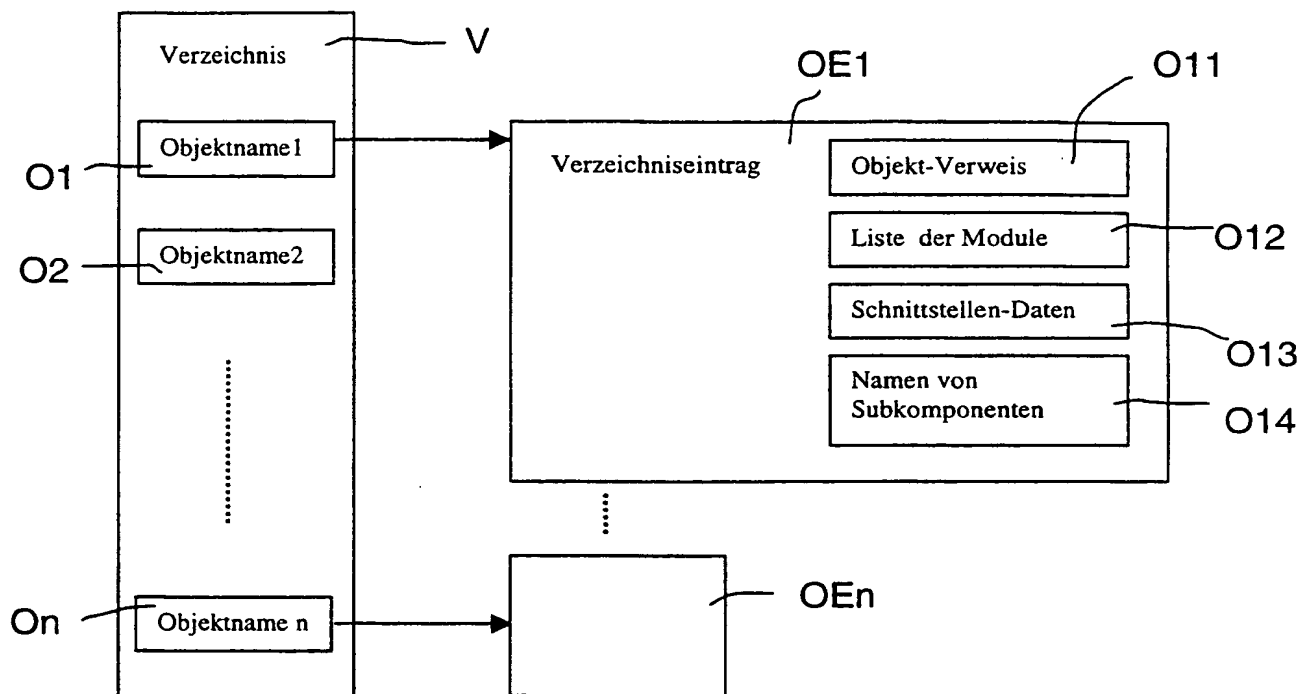 Verzeichnis
V
Objektname1
O1
Objektname2
O2
Objektname n
On
OE1
O11
Verzeichniseintrag
Objekt-Verweis
Liste der Module
O12
Schnittstellen-Daten
O13
Namen von
Subkomponenten
O14
OEn